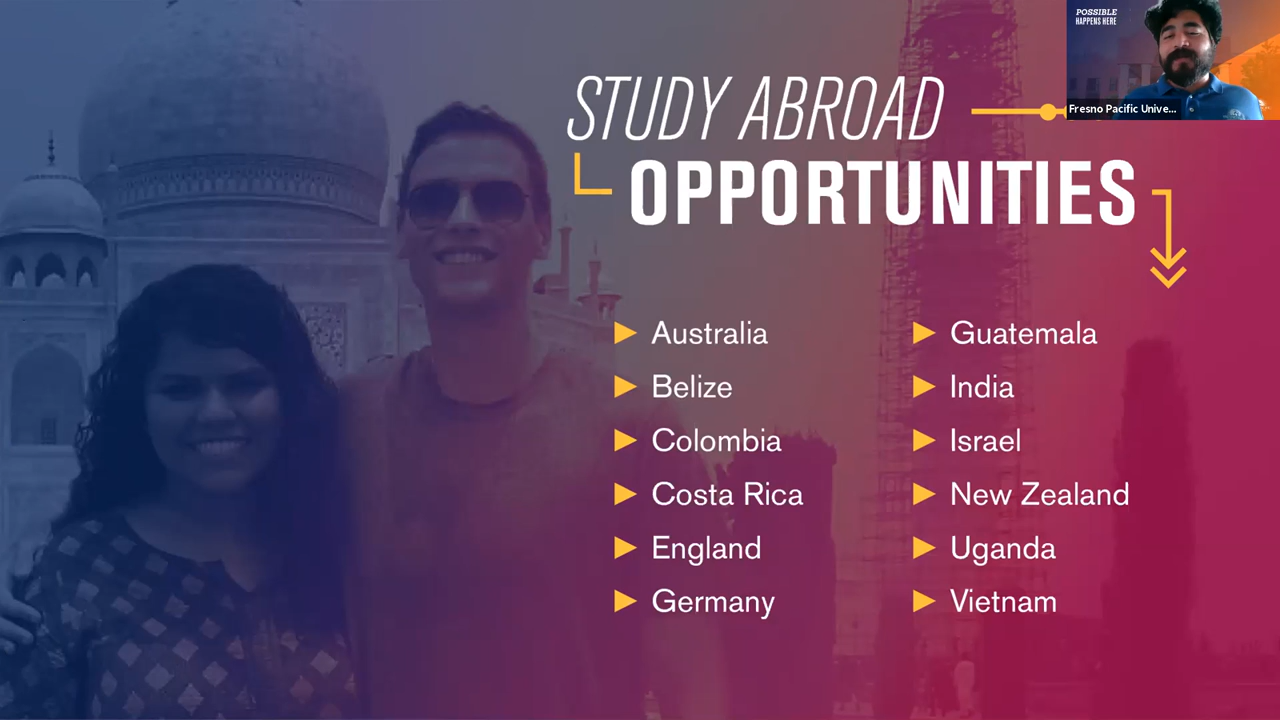 POSSIBLE
HAPPENS HERE
Fresno Pacific Unive...
STUDY ABROAD
OPPORTUNITIES
Australia
Belize
Colombia
Costa Rica
England
Germany
Guatemala
India
Israel
New Zealand
Uganda
Vietnam